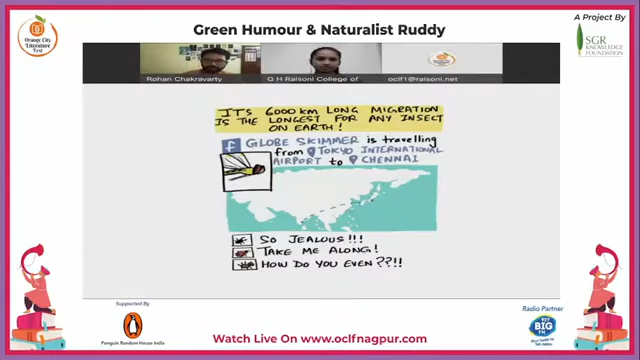 Green Humour & Naturalist Ruddy
A Project By
Orange City
Literature
Fest
SGR
KNOWLEDGE
FOUNDATION
Rohan Chakravarty
G H Raisoni College of
oclf1@raisoni.net
IT'S 6000 km LONG MIGRATION
IS THE LONGEST FOR ANY INSECT
ON EARTH!
f GLOBE SKIMMER is travelling
from TOKYO INTERNATIONAL
AIRPORT to CHENNAI
SO JEALOUS!!!
TAKE ME ALONG!
HOW DO YOU EVEN??!!
Supported By
Penguin Random House India
Radio Partner
BIG
FM
Watch Live On www.oclfnagpur.com